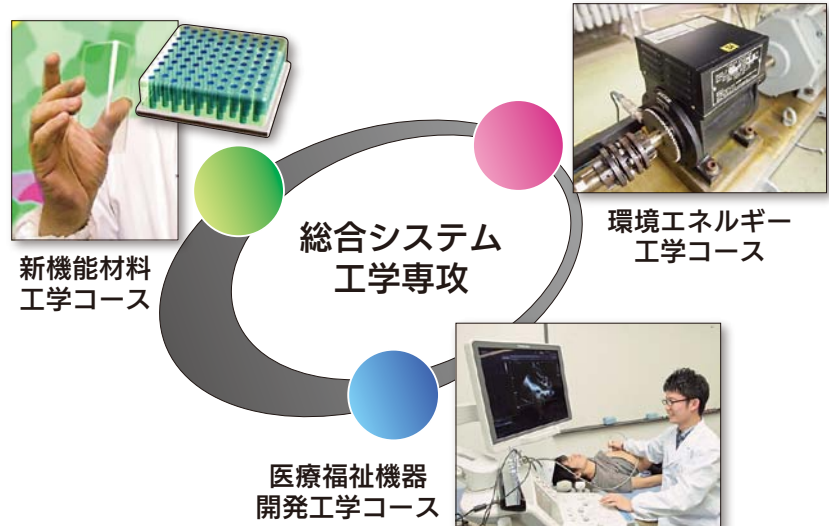 総合システム
工学専攻
新機能材料
工学コース
環境エネルギー
工学コース
医療福祉機器
開発工学コース